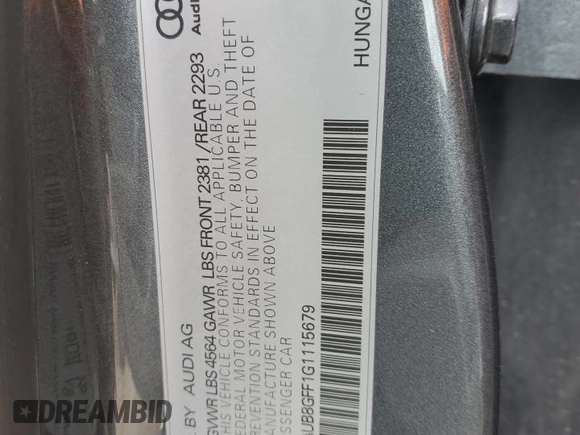 Audi
HUNGA
BY AUDI AG
GVWR LBS 4564 GAWR LBS FRONT 2381/REAR 2293
THIS VEHICLE CONFORMS TO ALL APPLICABLE U.S.
FEDERAL MOTOR VEHICLE SAFETY, BUMPER AND THEFT
REVENTION STANDARDS IN EFFECT ON THE DATE OF
MANUFACTURE SHOWN ABOVE
SSENGER CAR
AUB8GFF1G1115679
DREAMBID